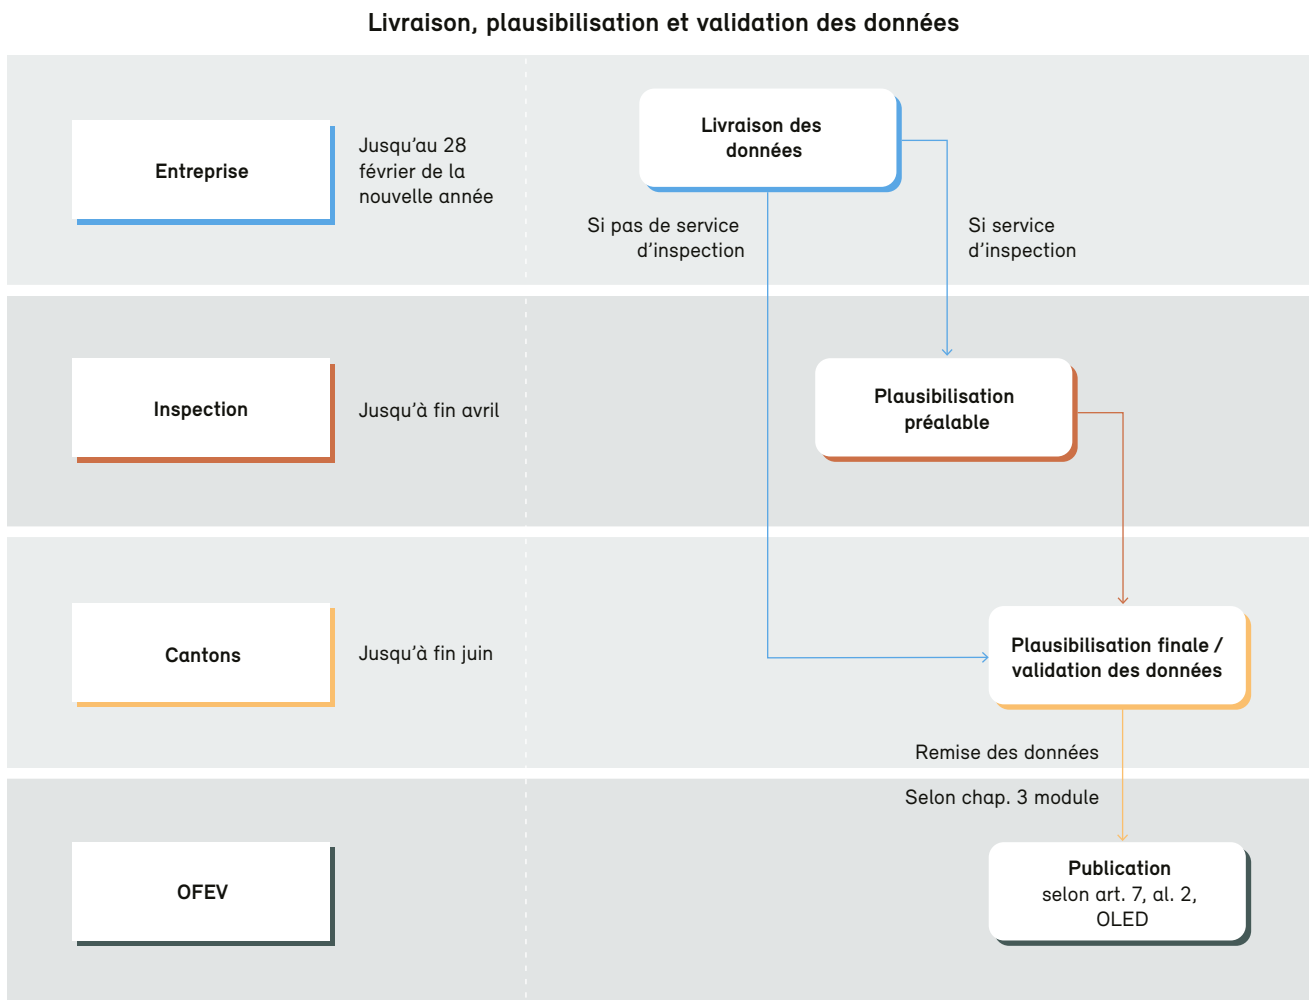 Livraison, plausibilisation et validation des données
Entreprise
Jusqu'au 28
février de la
nouvelle année
Livraison des
données
Si pas de service
d'inspection
Si service
d'inspection
Inspection
Jusqu'à fin avril
Plausibilisation
préalable
Cantons
Jusqu'à fin juin
Plausibilisation finale /
validation des données
Remise des données
Selon chap. 3 module
OFEV
Publication
selon art. 7, al. 2,
OLED